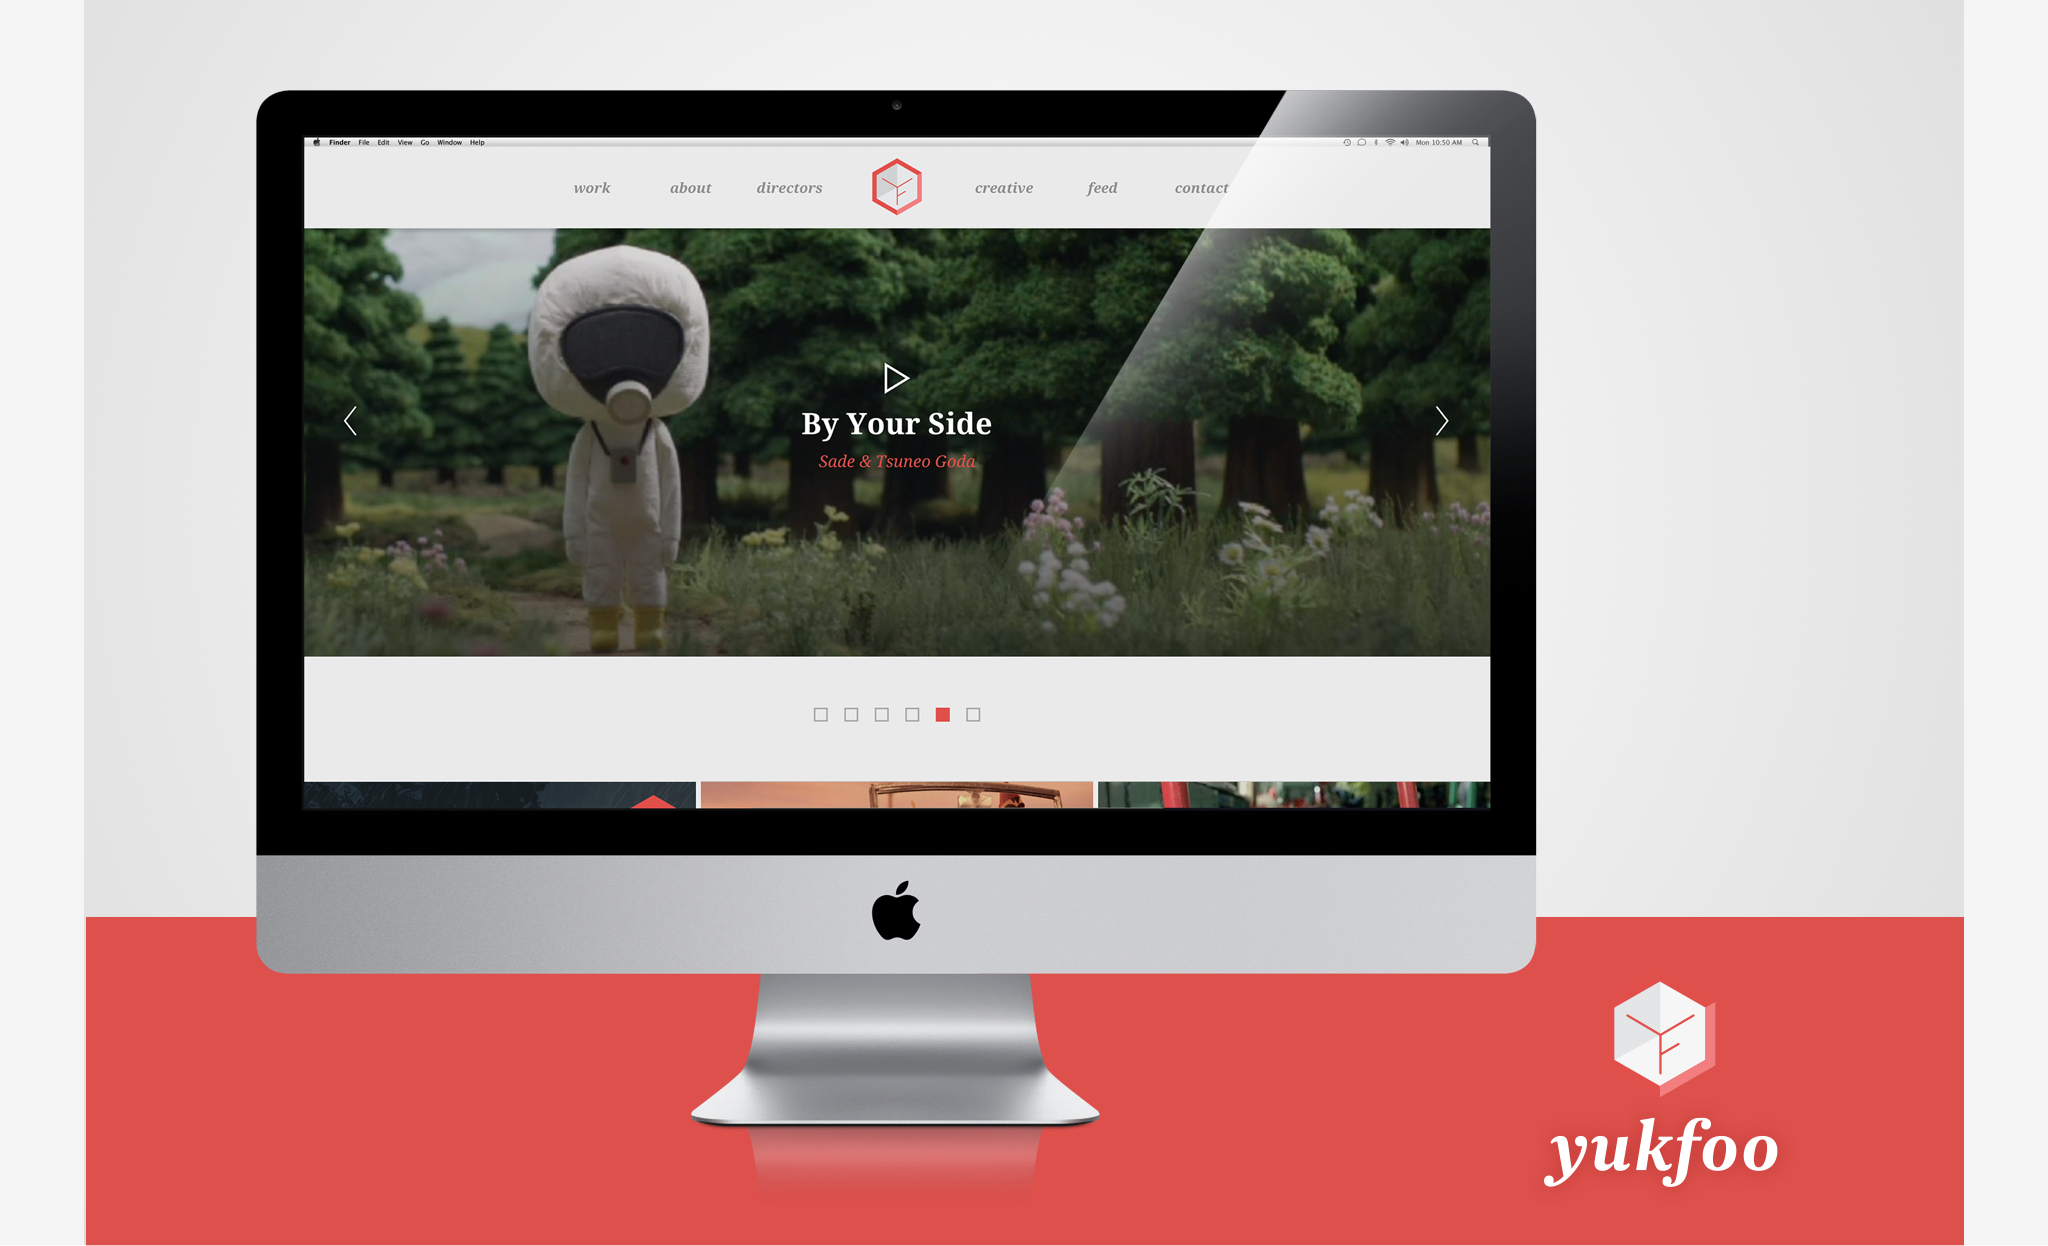 Finder File Edit View Go Window Help
Mon 10:50 AM
work about directors creative feed contact
By Your Side
Sade & Tsuneo Goda
yukfoo